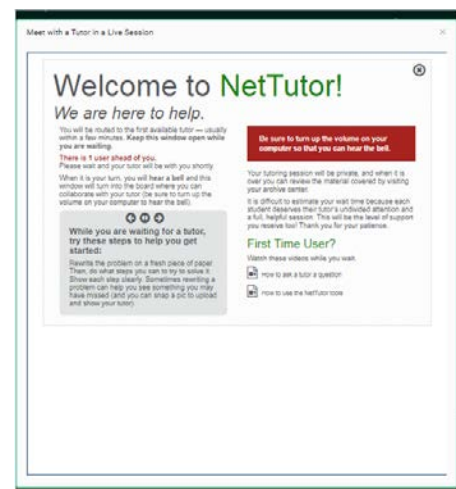 Meet with a Tutor in a Live Session
Welcome to NetTutor!
We are here to help.
You will be routed to the first available tutor — usually
within a few minutes. Keep this window open while
you are waiting.
There is 1 user ahead of you.
Please wait and your tutor will be with you shortly
When it is your turn, you will hear a bell and this
window will turn into the board where you can
collaborate with your tutor (be sure to turn up the
volume on your computer to hear the bell).
While you are waiting for a tutor,
try these steps to help you get
started:
Rewrite the problem on a fresh piece of paper.
Then, do what steps you can to try to solve it.
Show each step clearly. Sometimes rewriting a
problem can help you see something you may
have missed (and you can snap a pic to upload
and show your tutor).
Be sure to turn up the volume on your
computer so that you can hear the bell.
Your tutoring session will be private, and when it is
over you can review the material covered by visiting
your archive center.
It is difficult to estimate your wait time because each
student deserves their tutor's undivided attention and
a full, helpful session. This will be the level of support
you receive too! Thank you for your patience.
First Time User?
Watch these videos while you wait.
How to ask a tutor a question
How to use the NetTutor tools